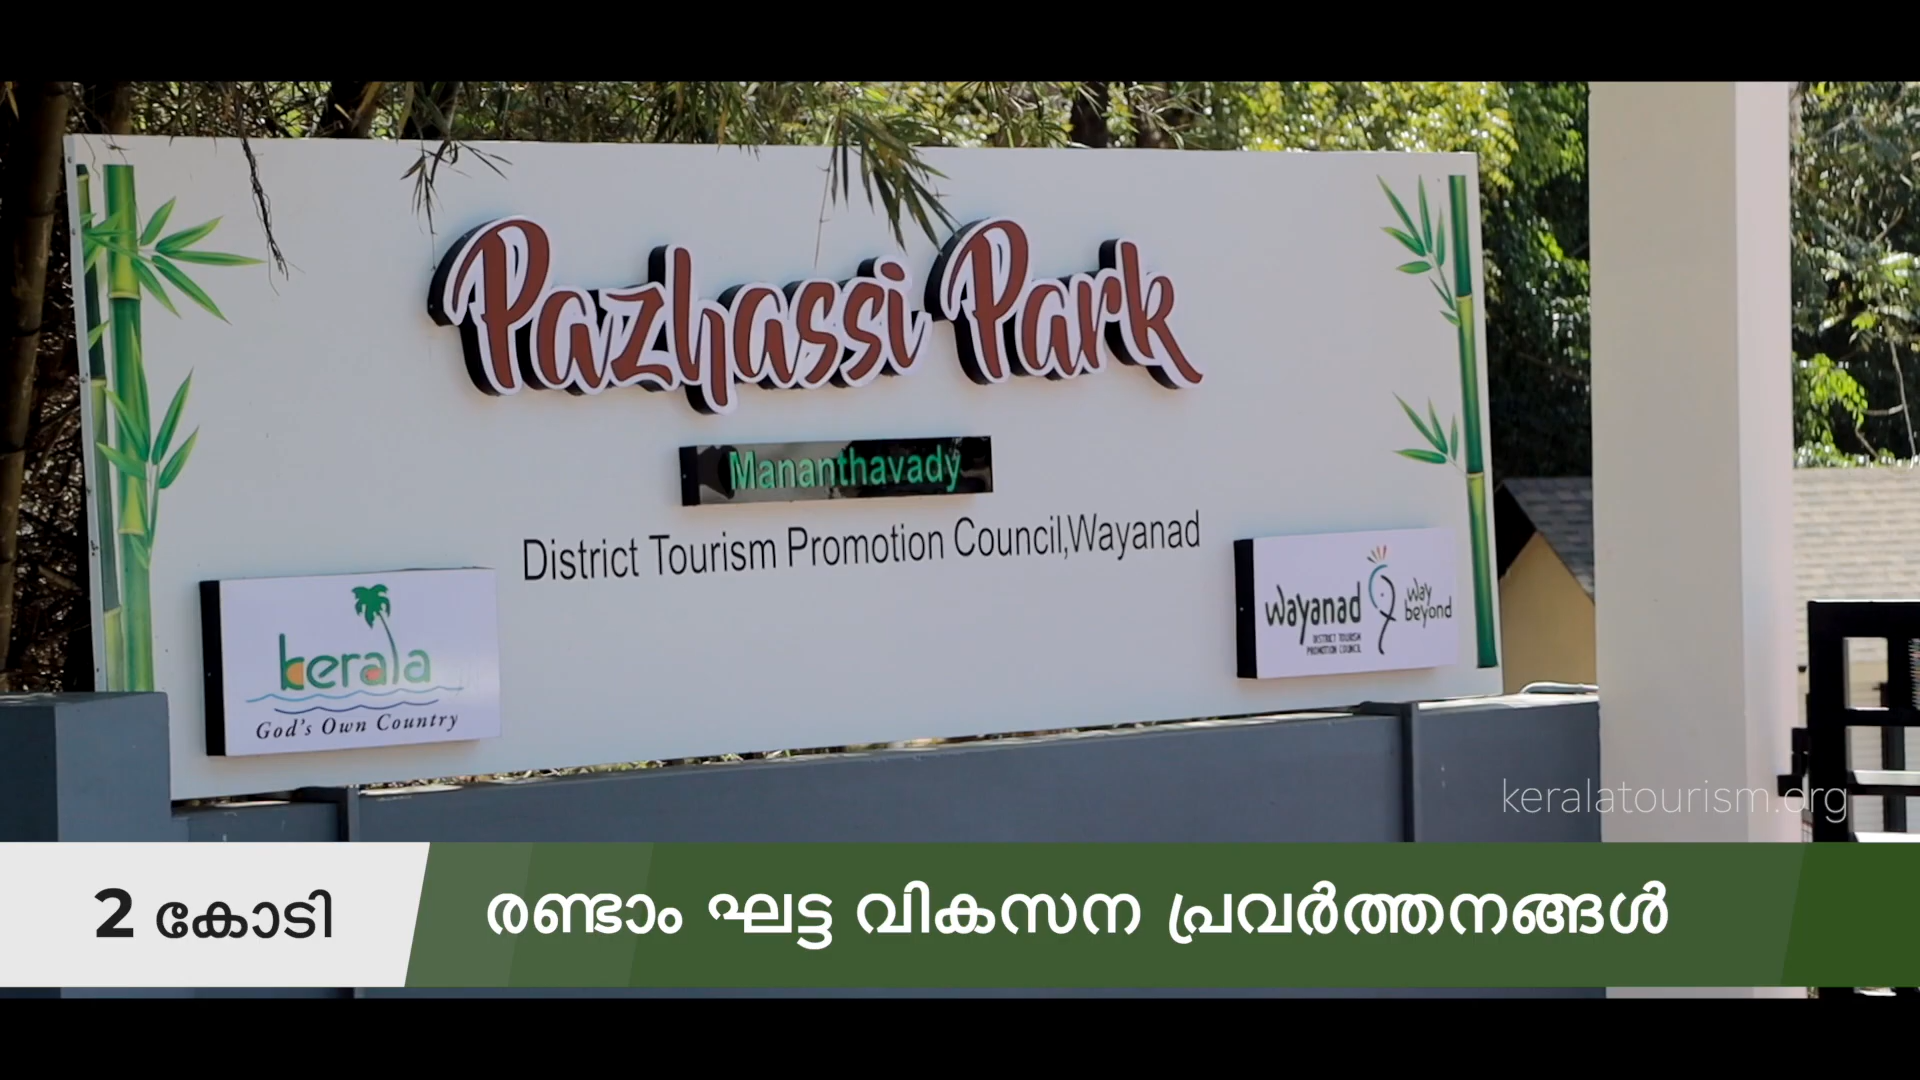 Pazhassi Park
Mananthavady
District Tourism Promotion Council,Wayanad
kerala
God's Own Country
wayanad
DISTRICT TOURISM
PROMOTION COUNCIL
way
beyond
keralatourism.org
2 കോടി
രണ്ടാം ഘട്ട വികസന പ്രവർത്തനങ്ങൾ